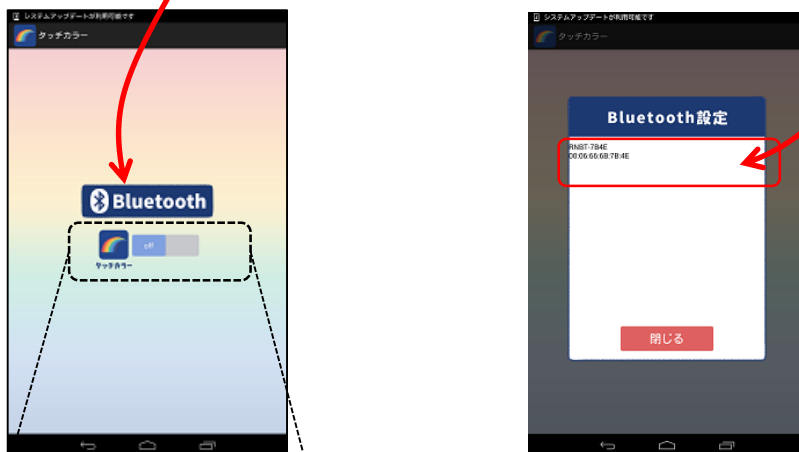 システムアップデートが利用可能です
タッチカラー
Bluetooth
off
タッチカラー
システムアップデートが利用可能です
タッチカラー
Bluetooth設定
RNBT-7B4E
00:06:66:6B:7B:4E
閉じる